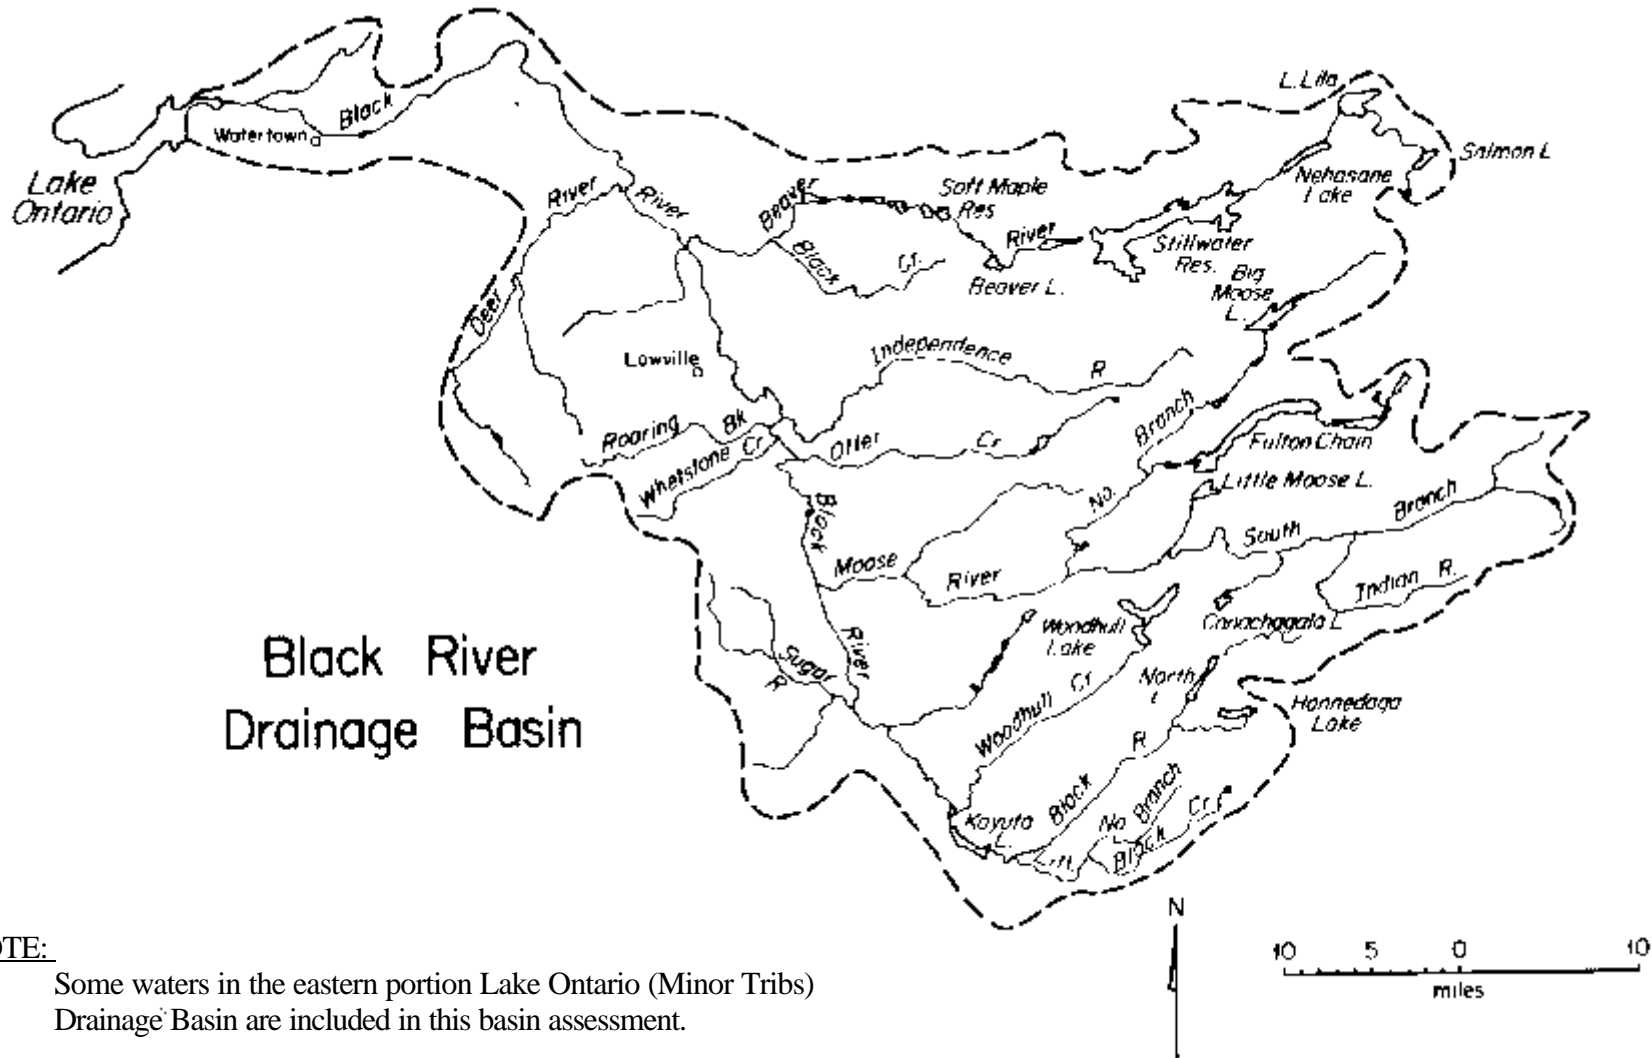 L. Lila
Black
Watertown
Salmon L
Lake
Ontario
River
River
Beaver
Soft Maple
Res
Nehasane
Lake
River
Stillwater
Res.
Black
Cr.
Beaver L.
Big
Moose
L.
Deer
Lowville
Independence
R
Branch
Roaring
Bk
Otter
Cr
Fulton Chain
Whetstone
Cr
Little Moose L.
No.
Black
South
Branch
Moose
River
Indian R.
Woodhull
Lake
L
Black River
Drainage Basin
Sugar
R
River
Woodhull
Cr
North
L
Honnedaga
Lake
Black
R
Kayuta
L
No
Branch
Black
Cr.
N
10 5 0 10
miles
OTE:
Some waters in the eastern portion Lake Ontario (Minor Tribs)
Drainage Basin are included in this basin assessment.